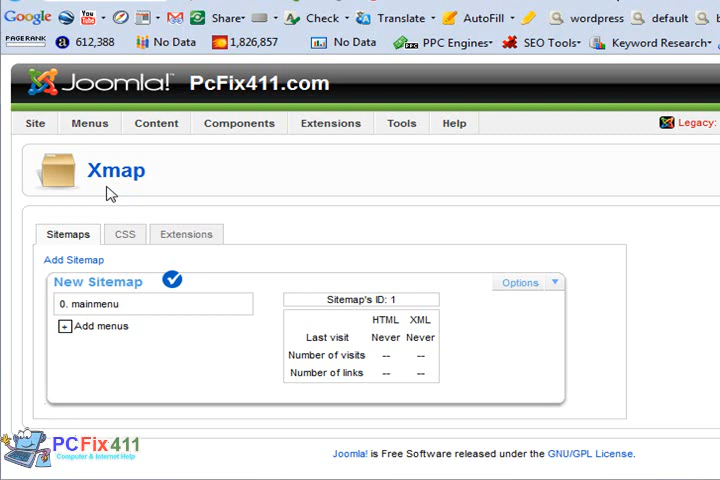 Google Share Check Translate AutoFill wordpress default
PAGERANK a 612,388 No Data 1,826,857 No Data PPC Engines SEO Tools Keyword Research
Joomla! PcFix411.com
Site Menus Content Components Extensions Tools Help Legacy:
Xmap
Sitemaps CSS Extensions
Add Sitemap
New Sitemap Options
0. mainmenu Sitemap's ID: 1
+ Add menus HTML XML
Last visit Never Never
Number of visits -- --
Number of links -- --
PCFix411
Computer & Internet Help
Joomla! is Free Software released under the GNU/GPL License.